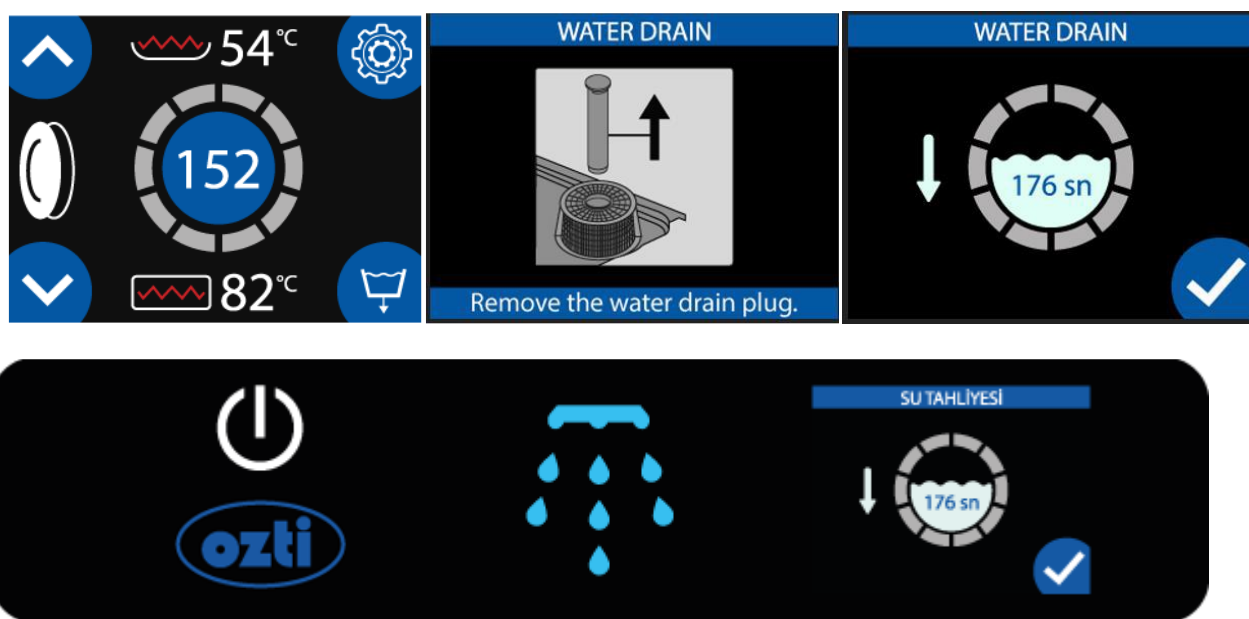 54°C
152
82°C
WATER DRAIN
Remove the water drain plug.
WATER DRAIN
176 sn
ozti
SU TAHLİYESİ
176 sn